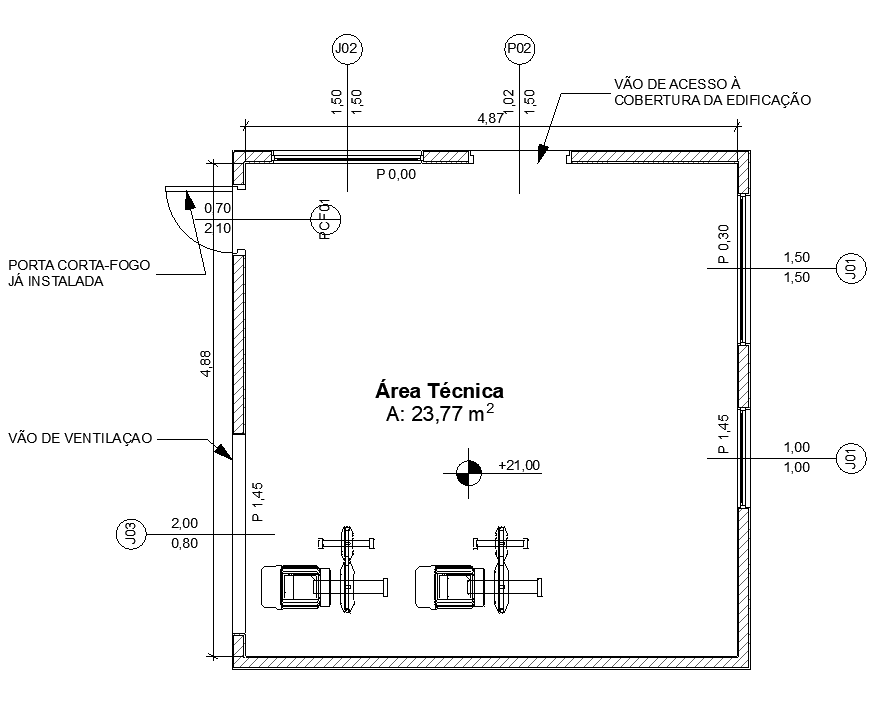 J02
P02
1,50
1,50
1,02
1,50
VÃO DE ACESSO À
COBERTURA DA EDIFICAÇÃO
4,87
P 0,00
0,70
2,10
PCF01
P 0,30
1,50
1,50
J01
PORTA CORTA-FOGO
JÁ INSTALADA
4,88
Área Técnica
A: 23,77 m²
VÃO DE VENTILAÇAO
P 1,45
1,00
1,00
J01
+21,00
P 1,45
J03
2,00
0,80